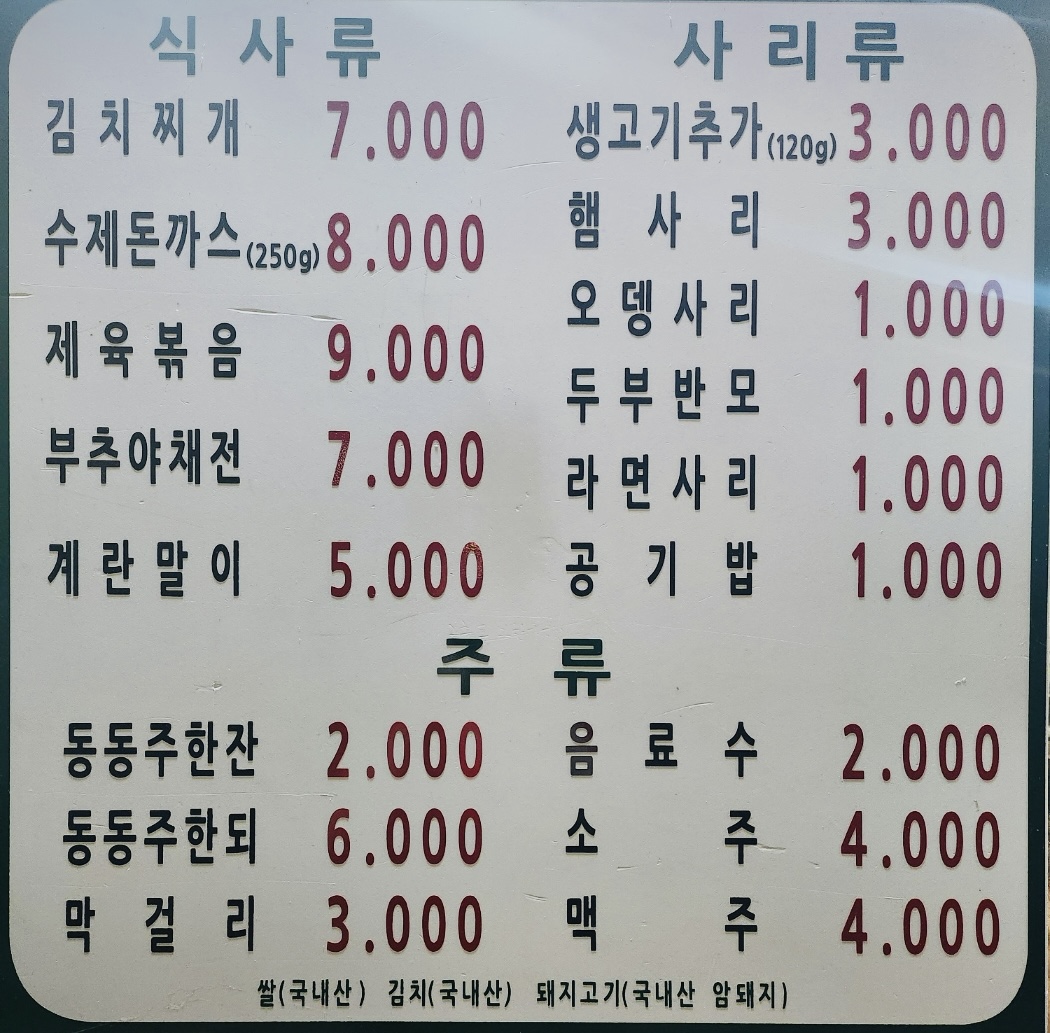 식사류
김치찌개 7.000
수제돈까스(250g) 8.000
제육볶음 9.000
부추야채전 7.000
계란말이 5.000
사리류
생고기추가(120g) 3.000
햄사리 3.000
오뎅사리 1.000
두부반모 1.000
라면사리 1.000
공기밥 1.000
주류
동동주한잔 2.000
동동주한되 6.000
막걸리 3.000
음료수 2.000
소주 4.000
맥주 4.000
쌀(국내산) 김치(국내산) 돼지고기(국내산 암돼지)